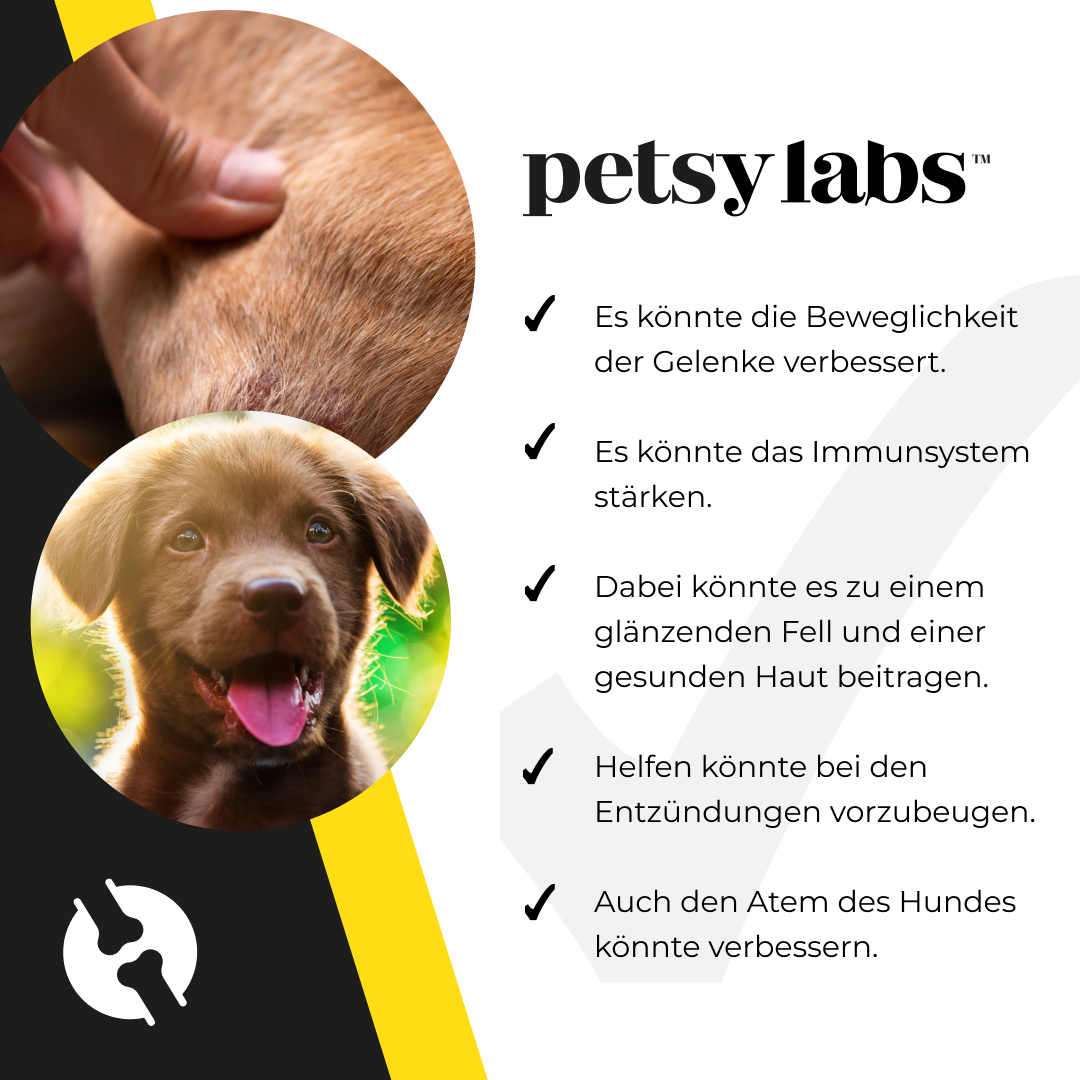 petsy labs™
Es könnte die Beweglichkeit
der Gelenke verbessert.
Es könnte das Immunsystem
stärken.
Dabei könnte es zu einem
glänzenden Fell und einer
gesunden Haut beitragen.
Helfen könnte bei den
Entzündungen vorzubeugen.
Auch den Atem des Hundes
könnte verbessern.